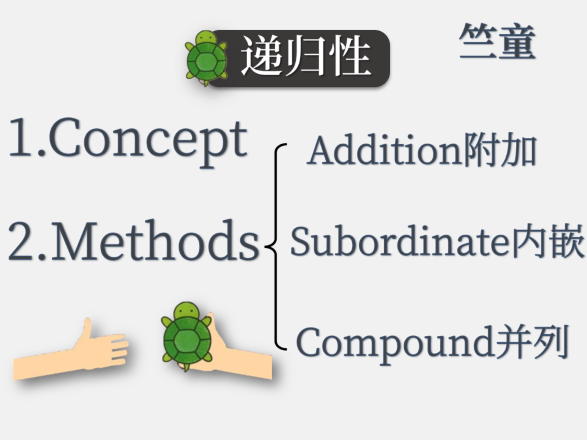 递归性
竺童
1.Concept
Addition附加
2.Methods
Subordinate内嵌
Compound并列